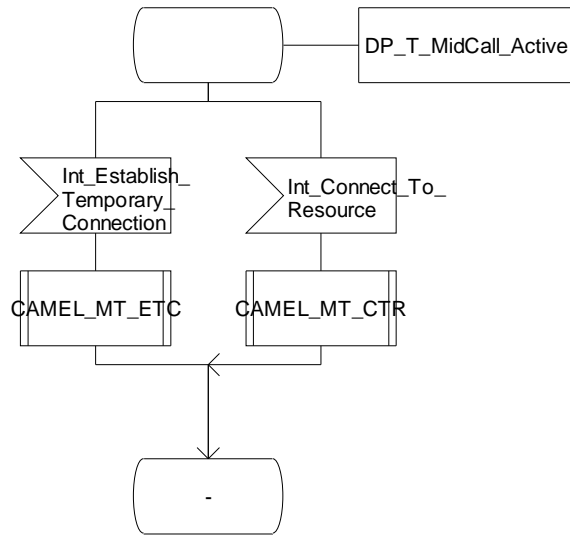 DP_T_MidCall_Active
Int_Establish_
Temporary_
Connection
Int_Connect_To_
Resource
CAMEL_MT_ETC
CAMEL_MT_CTR
-